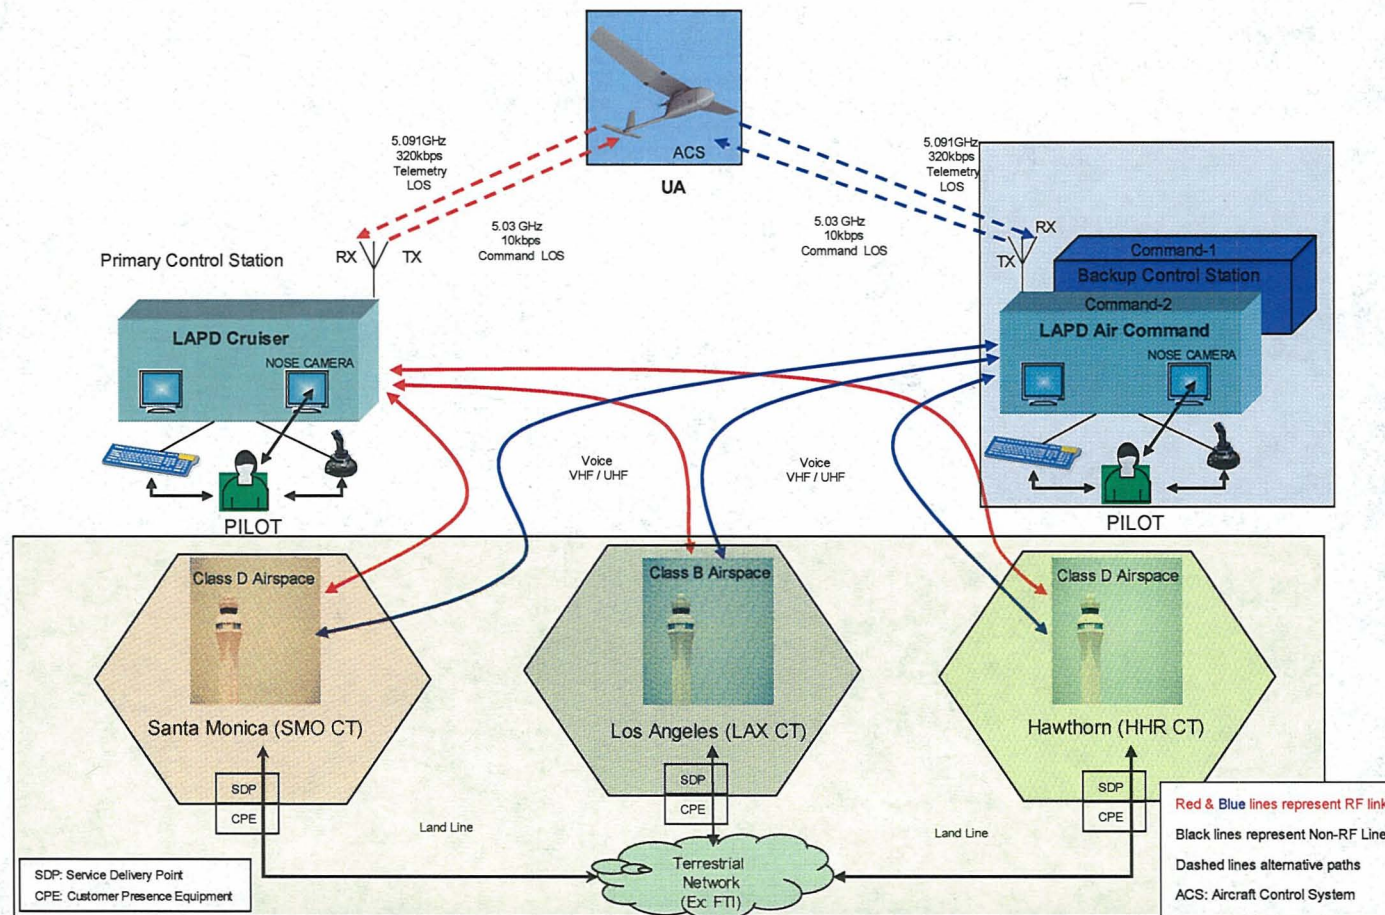 ACS
UA
5.091GHz
320kbps
Telemetry
LOS
5.091GHz
320kbps
Telemetry
LOS
5.03 GHz
10kbps
Command LOS
5.03 GHz
10kbps
Command LOS
RX
TX
RX
TX
Primary Control Station
LAPD Cruiser
NOSE CAMERA
Command-1
Backup Control Station
Command-2
LAPD Air Command
NOSE CAMERA
Voice
VHF / UHF
Voice
VHF / UHF
PILOT
PILOT
Class D Airspace
Class B Airspace
Class D Airspace
Santa Monica (SMO CT)
Los Angeles (LAX CT)
Hawthorn (HHR CT)
SDP
CPE
SDP
CPE
SDP
CPE
Land Line
Land Line
Terrestrial
Network
(Ex: FTI)
SDP: Service Delivery Point
CPE: Customer Presence Equipment
Red & Blue lines represent RF link
Black lines represent Non-RF Line
Dashed lines alternative paths
ACS: Aircraft Control System